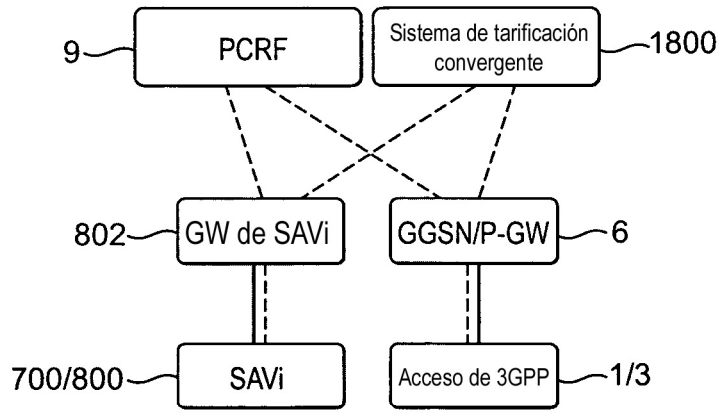 9
PCRF
Sistema de tarificación
convergente
1800
802
GW de SAVi
GGSN/P-GW
6
700/800
SAVi
Acceso de 3GPP
1/3